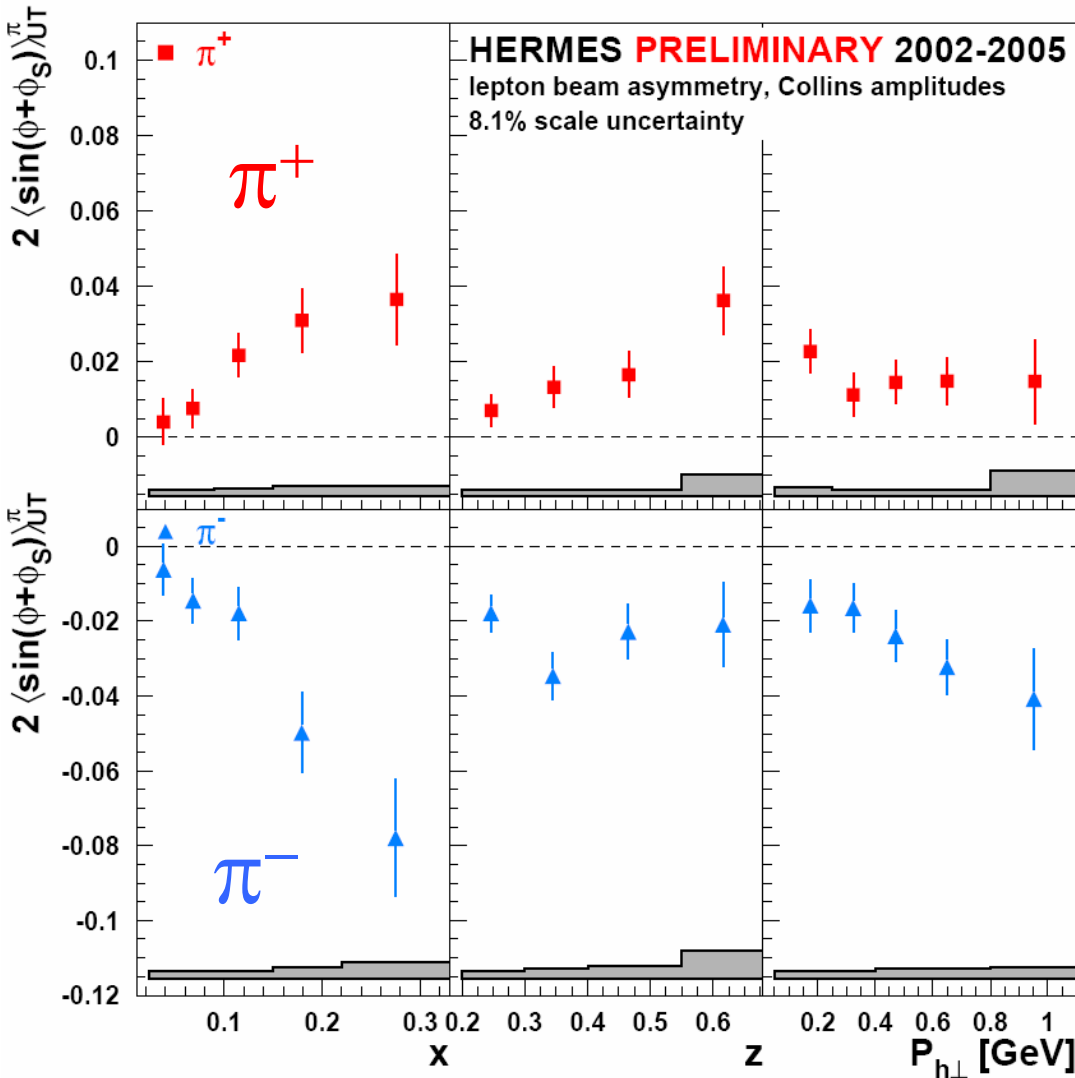 2 ⟨sin(ϕ+ϕS)⟩πUT
0.1
0.08
0.06
0.04
0.02
0
π+
π+
HERMES PRELIMINARY 2002-2005
lepton beam asymmetry, Collins amplitudes
8.1% scale uncertainty
2 ⟨sin(ϕ+ϕS)⟩πUT
0
-0.02
-0.04
-0.06
-0.08
-0.1
-0.12
π-
π−
0.1 0.2 0.3
x
0.2 0.3 0.4 0.5 0.6
z
0.2 0.4 0.6 0.8 1
Ph⊥ [GeV]